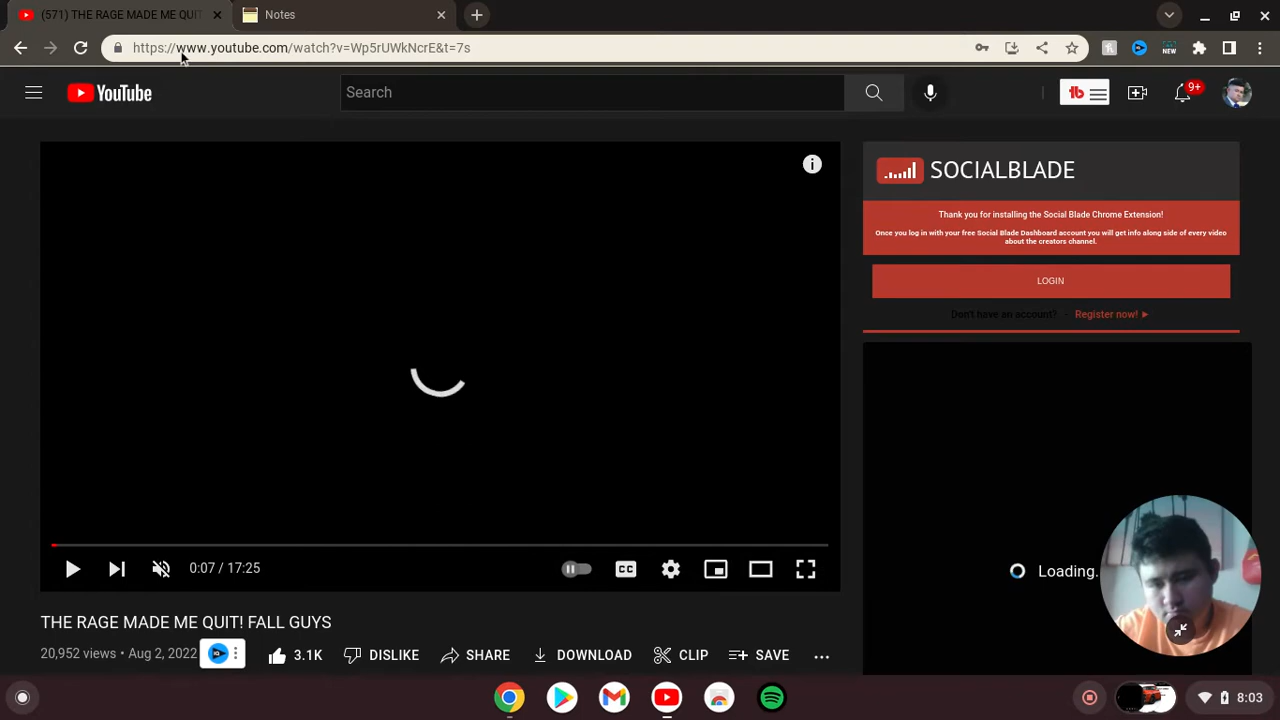 (571) THE RAGE MADE ME QUIT
Notes
https://www.youtube.com/watch?v=Wp5rUWkNcrE&t=7s
NEW
YouTube
Search
9+
SOCIALBLADE
Thank you for installing the Social Blade Chrome Extension!
Once you log in with your free Social Blade Dashboard account you will get info along side of every video
about the creators channel.
LOGIN
Don't have an account? - Register now! ►
Loading.
0:07 / 17:25
CC
THE RAGE MADE ME QUIT! FALL GUYS
20,952 views • Aug 2, 2022
3.1K
DISLIKE
SHARE
DOWNLOAD
CLIP
SAVE
8:03